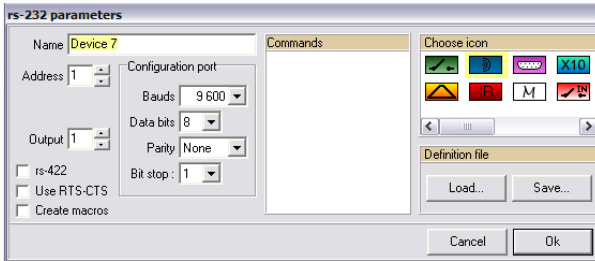 rs-232 parameters
Name Device 7
Address 1
Output 1
rs-422
Use RTS-CTS
Create macros
Configuration port
Bauds 9 600
Data bits 8
Parity None
Bit stop : 1
Commands
Choose icon
X10
IR M IN
Definition file
Load... Save...
Cancel Ok